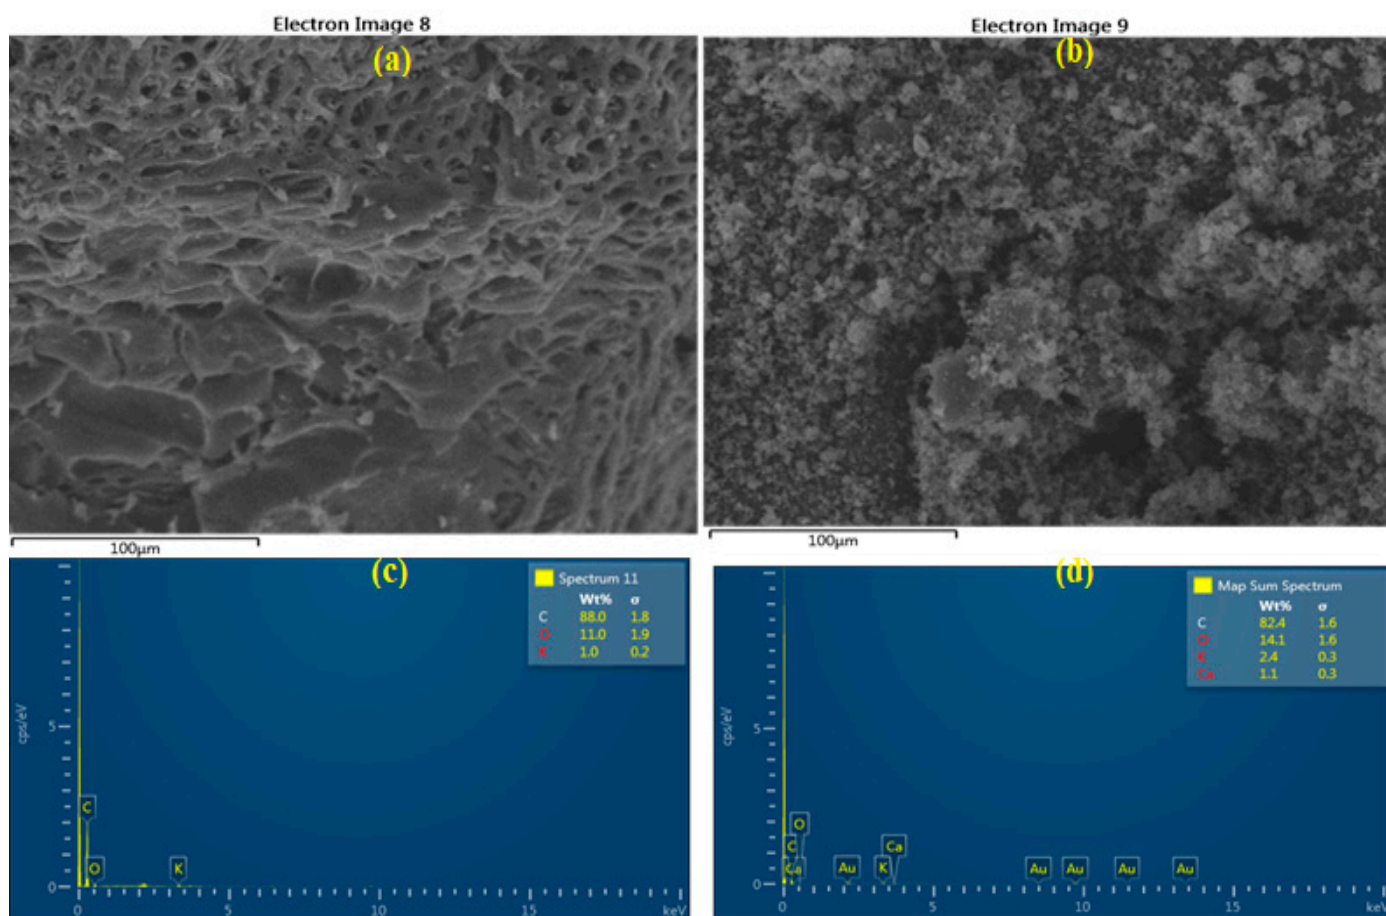 Electron Image 8
Electron Image 9
(a)
(b)
100µm
100µm
(c)
Spectrum 11
Wt% σ
C 88.0 1.8
O 11.0 1.9
K 1.0 0.2
cps/eV
5
0
C
O
K
0 5 10 15 keV
(d)
Map Sum Spectrum
Wt% σ
C 82.4 1.6
O 14.1 1.6
K 2.4 0.3
Ca 1.1 0.3
cps/eV
5
0
O
C
Ca
Ca
Au
K
Au
Au
Au
Au
0 5 10 15 keV